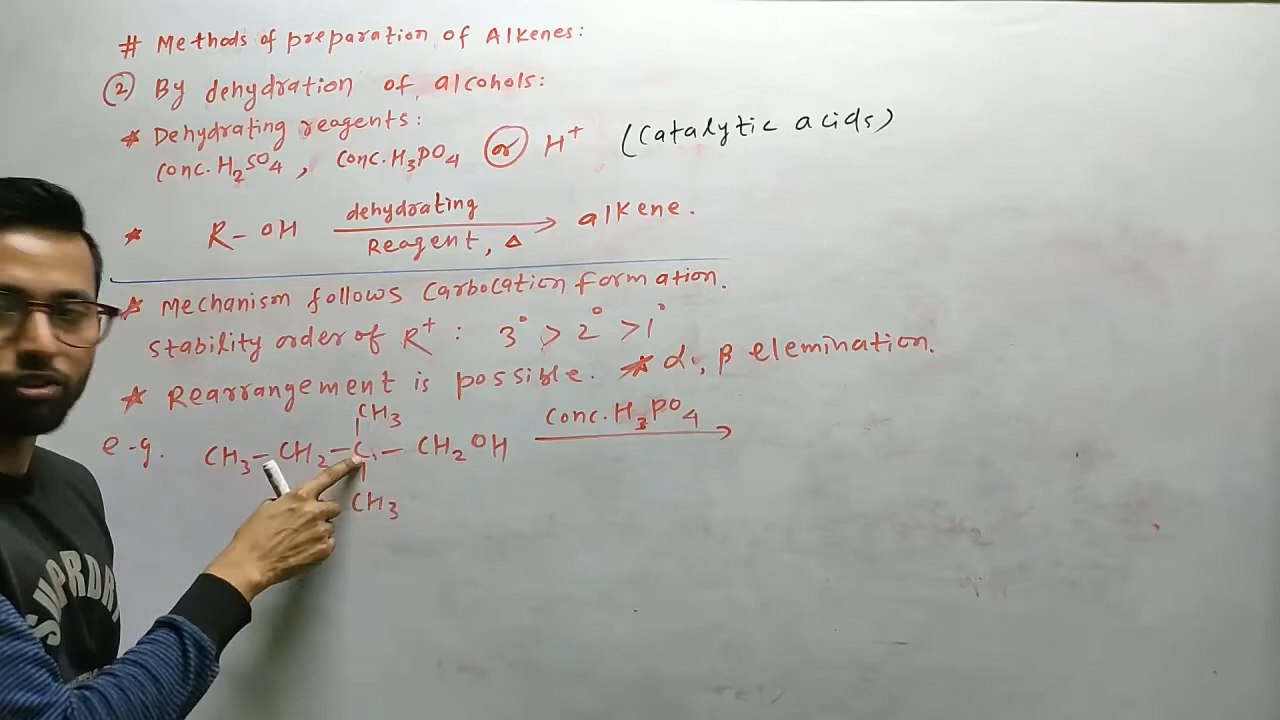 # Methods of preparation of Alkenes:
② By dehydration of alcohols:
* Dehydrating reagents:
conc. H₂SO₄, conc. H₃PO₄ or H⁺ (Catalytic acids)
* R-OH dehydrating Reagent, Δ → alkene.
* Mechanism follows Carbocation formation.
stability order of R⁺ : 3° > 2° > 1°
* Rearrangement is possible. * α, β elemination.
CH₃
e-g. CH₃-CH₂-C-CH₂OH conc. H₃PO₄ →
CH₃